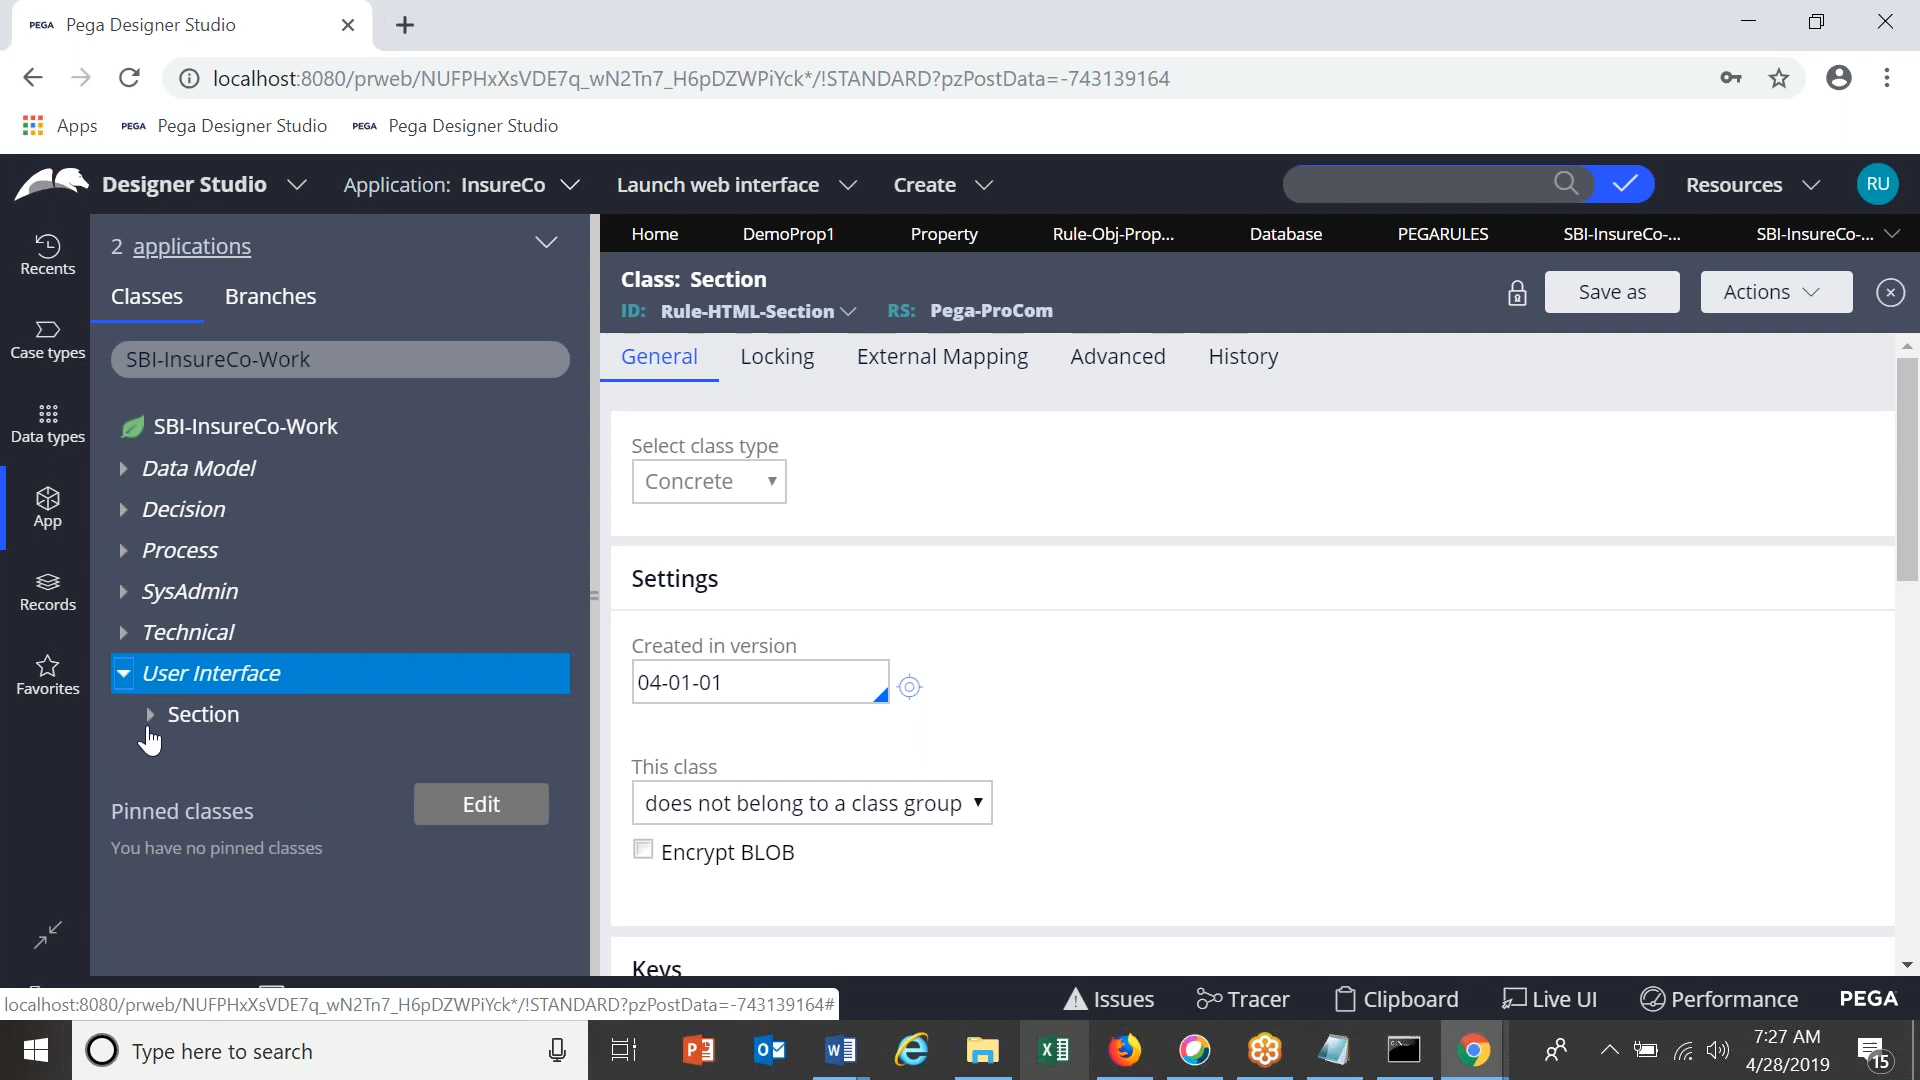 PEGA Pega Designer Studio
localhost:8080/prweb/NUFPHxXsVDE7q_wN2Tn7_H6pDZWPiYck*/!STANDARD?pzPostData=-743139164
Apps PEGA Pega Designer Studio PEGA Pega Designer Studio
Designer Studio Application: InsureCo Launch web interface Create Resources RU
Recents
Case types
Data types
App
Records
Favorites
2 applications
Classes Branches
SBI-InsureCo-Work
SBI-InsureCo-Work
Data Model
Decision
Process
SysAdmin
Technical
User Interface
Section
Pinned classes Edit
You have no pinned classes
Home DemoProp1 Property Rule-Obj-Prop... Database PEGARULES SBI-InsureCo-... SBI-InsureCo-...
Class: Section
ID: Rule-HTML-Section RS: Pega-ProCom
Save as Actions
General Locking External Mapping Advanced History
Select class type
Concrete
Settings
Created in version
04-01-01
This class
does not belong to a class group
Encrypt BLOB
Keys
localhost:8080/prweb/NUFPHxXsVDE7q_wN2Tn7_H6pDZWPiYck*/!STANDARD?pzPostData=-743139164#
Issues Tracer Clipboard Live UI Performance PEGA
Type here to search
7:27 AM
4/28/2019
15